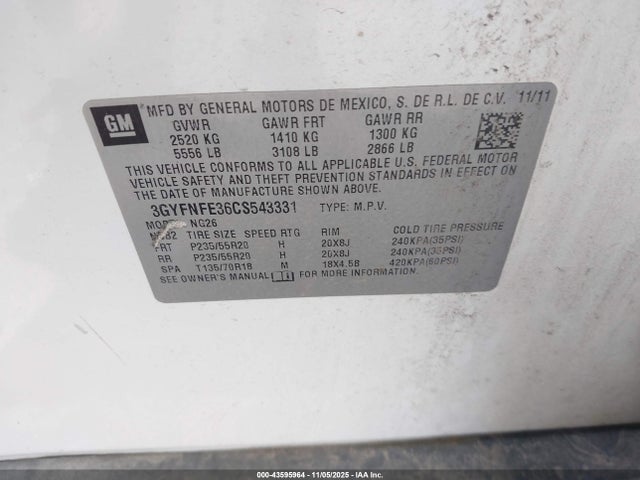 GM
MFD BY GENERAL MOTORS DE MEXICO, S. DE R.L. DE C.V. 11/11
GVWR GAWR FRT GAWR RR
2520 KG 1410 KG 1300 KG
5556 LB 3108 LB 2866 LB
THIS VEHICLE CONFORMS TO ALL APPLICABLE U.S. FEDERAL MOTOR
VEHICLE SAFETY AND THEFT PREVENTION STANDARDS IN EFFECT ON
THE DATE OF MANUFACTURE SHOWN ABOVE.
3GYFNFE36CS543331 TYPE: M.P.V.
MODEL: NG26
TIRE SIZE SPEED RTG RIM COLD TIRE PRESSURE
FRT P235/55R20 H 20X8J 240KPA(35PSI)
RR P235/55R20 H 20X8J 240KPA(35PSI)
SPA T135/70R18 M 18X4.5B 420KPA(60PSI)
SEE OWNER'S MANUAL FOR MORE INFORMATION.
000-43595964 - 11/05/2025 - IAA Inc.